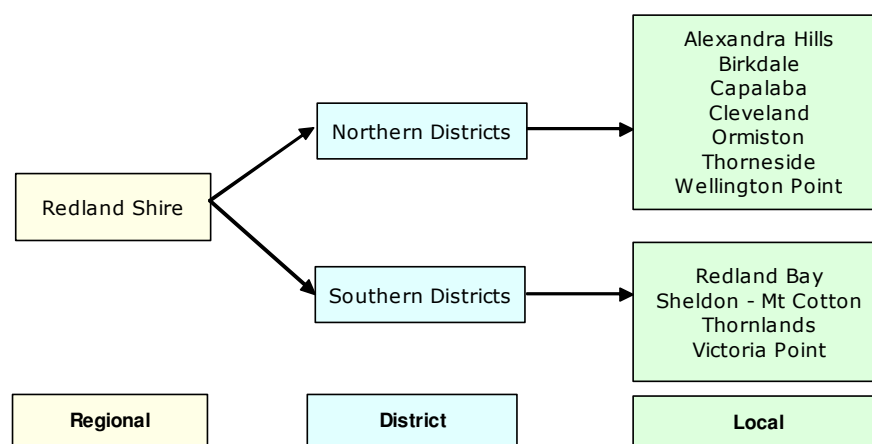 Redland Shire
Northern Districts
Southern Districts
Alexandra Hills
Birkdale
Capalaba
Cleveland
Ormiston
Thorneside
Wellington Point
Redland Bay
Sheldon - Mt Cotton
Thornlands
Victoria Point
Regional
District
Local